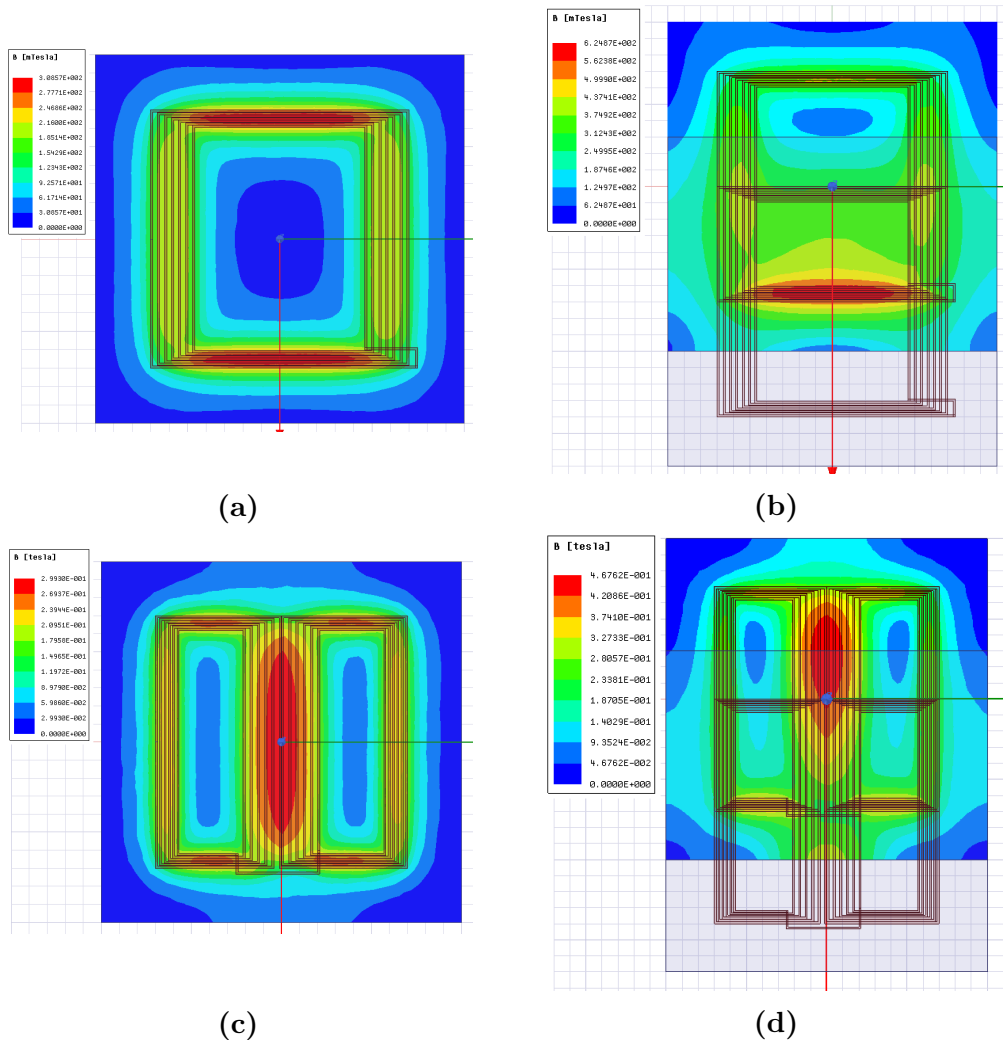 B [mTesla]
3.0857E+002
2.7771E+002
2.4686E+002
2.1600E+002
1.8514E+002
1.5429E+002
1.2343E+002
9.2571E+001
6.1714E+001
3.0857E+001
0.0000E+000
(a)
B [mTesla]
6.2487E+002
5.6238E+002
4.9990E+002
4.3741E+002
3.7492E+002
3.1243E+002
2.4995E+002
1.8746E+002
1.2497E+002
6.2487E+001
0.0000E+000
(b)
B [tesla]
2.9930E-001
2.6937E-001
2.3944E-001
2.0951E-001
1.7958E-001
1.4965E-001
1.1972E-001
8.9790E-002
5.9860E-002
2.9930E-002
0.0000E+000
(c)
B [tesla]
4.6762E-001
4.2086E-001
3.7410E-001
3.2733E-001
2.8057E-001
2.3381E-001
1.8705E-001
1.4029E-001
9.3524E-002
4.6762E-002
0.0000E+000
(d)